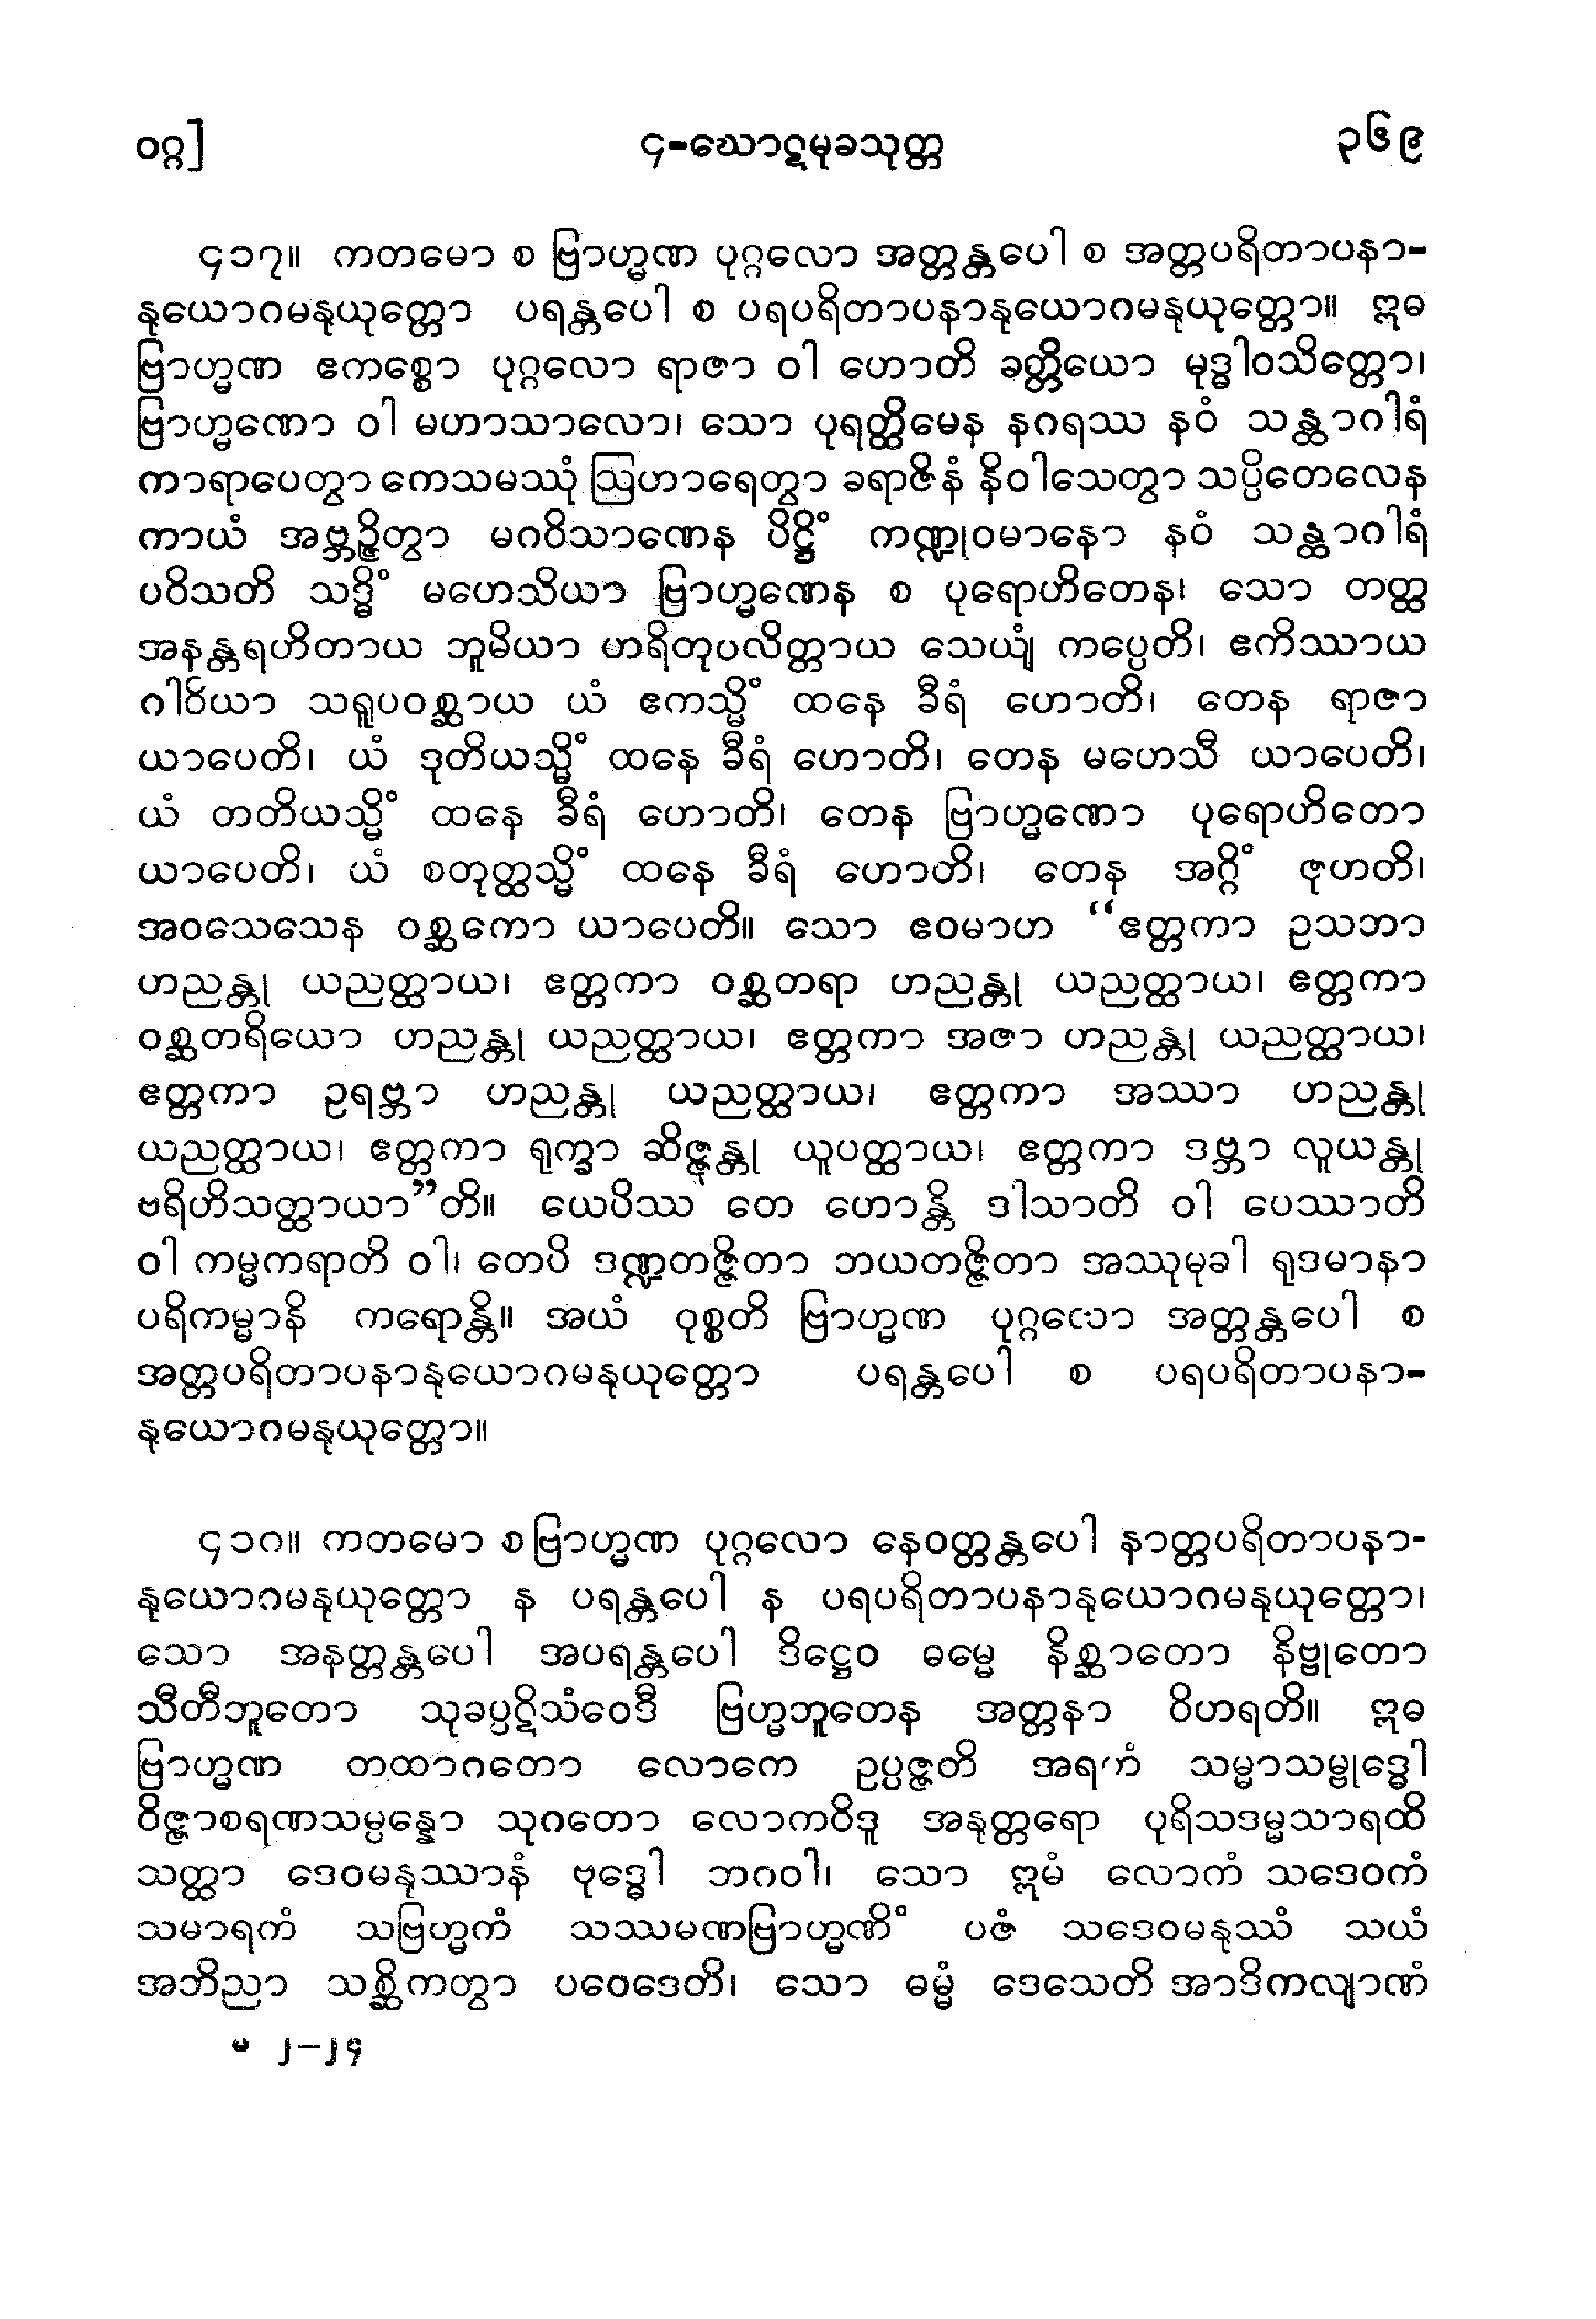 ဝဂ္ဂ] ၄-ဃောဋမုခသုတ္တ ၃၆၉
၄၁၇။ ကတမော စ ဗြာဟ္မဏ ပုဂ္ဂလော အတ္တန္တပေါ စ အတ္တပရိတာပနာ-
နုယောဂမနုယုတ္တော ပရန္တပေါ စ ပရပရိတာပနာနုယောဂမနုယုတ္တော။ ဣဓ
ဗြာဟ္မဏ ဧကစ္စော ပုဂ္ဂလော ရာဇာ ဝါ ဟောတိ ခတ္တိယော မုဒ္ဓါဝသိတ္တော၊
ဗြာဟ္မဏော ဝါ မဟာသာလော၊ သော ပုရတ္ထိမေန နဂရဿ နဝံ သန္ထာဂါရံ
ကာရာပေတွာ ကေသမဿုံ ဩဟာရေတွာ ခရာဇိနံ နိဝါသေတွာ သပ္ပိတေလေန
ကာယံ အဗ္ဘဉ္ဇိတွာ မဂဝိသာဏေန ပိဋ္ဌိံ ကဏ္ဍုဝမာနော နဝံ သန္ထာဂါရံ
ပဝိသတိ သဒ္ဓိံ မဟေသိယာ ဗြာဟ္မဏေန စ ပုရောဟိတေန၊ သော တတ္ထ
အနန္တရဟိတာယ ဘူမိယာ ဟရိတုပလိတ္တာယ သေယျံ ကပ္ပေတိ၊ ဧကိဿာယ
ဂါဝိယာ သရူပဝစ္ဆာယ ယံ ဧကသ္မိံ ထနေ ခီရံ ဟောတိ၊ တေန ရာဇာ
ယာပေတိ၊ ယံ ဒုတိယသ္မိံ ထနေ ခီရံ ဟောတိ၊ တေန မဟေသီ ယာပေတိ၊
ယံ တတိယသ္မိံ ထနေ ခီရံ ဟောတိ၊ တေန ဗြာဟ္မဏော ပုရောဟိတော
ယာပေတိ၊ ယံ စတုတ္ထသ္မိံ ထနေ ခီရံ ဟောတိ၊ တေန အဂ္ဂိံ ဇုဟတိ၊
အဝသေသေန ဝစ္ဆကော ယာပေတိ။ သော ဧဝမာဟ “ဧတ္တကာ ဥသဘာ
ဟညန္တု ယညတ္ထာယ၊ ဧတ္တကာ ဝစ္ဆတရာ ဟညန္တု ယညတ္ထာယ၊ ဧတ္တကာ
ဝစ္ဆတရိယော ဟညန္တု ယညတ္ထာယ၊ ဧတ္တကာ အဇာ ဟညန္တု ယညတ္ထာယ၊
ဧတ္တကာ ဥရဗ္ဘာ ဟညန္တု ယညတ္ထာယ၊ ဧတ္တကာ အဿာ ဟညန္တု
ယညတ္ထာယ၊ ဧတ္တကာ ရုက္ခာ ဆိဇ္ဇန္တု ယူပတ္ထာယ၊ ဧတ္တကာ ဒဗ္ဘာ လူယန္တု
ဗရိဟိသတ္ထာယာ”တိ။ ယေပိဿ တေ ဟောန္တိ ဒါသာတိ ဝါ ပေဿာတိ
ဝါ ကမ္မကရာတိ ဝါ၊ တေပိ ဒဏ္ဍတဇ္ဇိတာ ဘယတဇ္ဇိတာ အဿုမုခါ ရုဒမာနာ
ပရိကမ္မာနိ ကရောန္တိ။ အယံ ဝုစ္စတိ ဗြာဟ္မဏ ပုဂ္ဂလော အတ္တန္တပေါ စ
အတ္တပရိတာပနာနုယောဂမနုယုတ္တော ပရန္တပေါ စ ပရပရိတာပနာ-
နုယောဂမနုယုတ္တော။
၄၁၈။ ကတမော စ ဗြာဟ္မဏ ပုဂ္ဂလော နေဝတ္တန္တပေါ နာတ္တပရိတာပနာ-
နုယောဂမနုယုတ္တော န ပရန္တပေါ န ပရပရိတာပနာနုယောဂမနုယုတ္တော၊
သော အနတ္တန္တပေါ အပရန္တပေါ ဒိဋ္ဌေဝ ဓမ္မေ နိစ္ဆာတော နိဗ္ဗုတော
သီတီဘူတော သုခပ္ပဋိသံဝေဒီ ဗြဟ္မဘူတေန အတ္တနာ ဝိဟရတိ။ ဣဓ
ဗြာဟ္မဏ တထာဂတော လောကေ ဥပ္ပဇ္ဇတိ အရဟံ သမ္မာသမ္ဗုဒ္ဓေါ
ဝိဇ္ဇာစရဏသမ္ပန္နော သုဂတော လောကဝိဒူ အနုတ္တရော ပုရိသဒမ္မသာရထိ
သတ္ထာ ဒေဝမနုဿာနံ ဗုဒ္ဓေါ ဘဂဝါ၊ သော ဣမံ လောကံ သဒေဝကံ
သမာရကံ သဗြဟ္မကံ သဿမဏဗြာဟ္မဏိံ ပဇံ သဒေဝမနုဿံ သယံ
အဘိညာ သစ္ဆိကတွာ ပဝေဒေတိ၊ သော ဓမ္မံ ဒေသေတိ အာဒိကလျာဏံ
မ ၂-၂၄